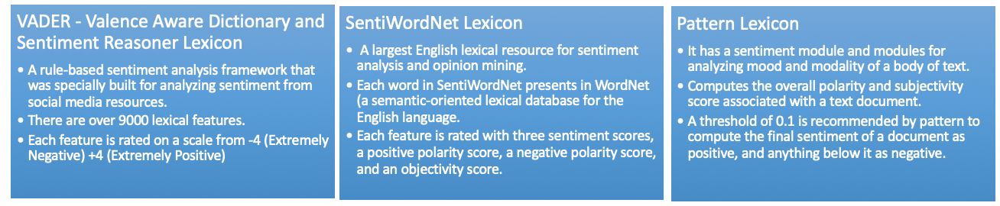 VADER - Valence Aware Dictionary and
Sentiment Reasoner Lexicon
• A rule-based sentiment analysis framework that
was specially built for analyzing sentiment from
social media resources.
• There are over 9000 lexical features.
• Each feature is rated on a scale from -4 (Extremely
Negative) +4 (Extremely Positive)
SentiWordNet Lexicon
• A largest English lexical resource for sentiment
analysis and opinion mining.
• Each word in SentiWordNet presents in WordNet
(a semantic-oriented lexical database for the
English language.
• Each feature is rated with three sentiment scores,
a positive polarity score, a negative polarity score,
and an objectivity score.
Pattern Lexicon
• It has a sentiment module and modules for
analyzing mood and modality of a body of text.
• Computes the overall polarity and subjectivity
score associated with a text document.
• A threshold of 0.1 is recommended by pattern to
compute the final sentiment of a document as
positive, and anything below it as negative.